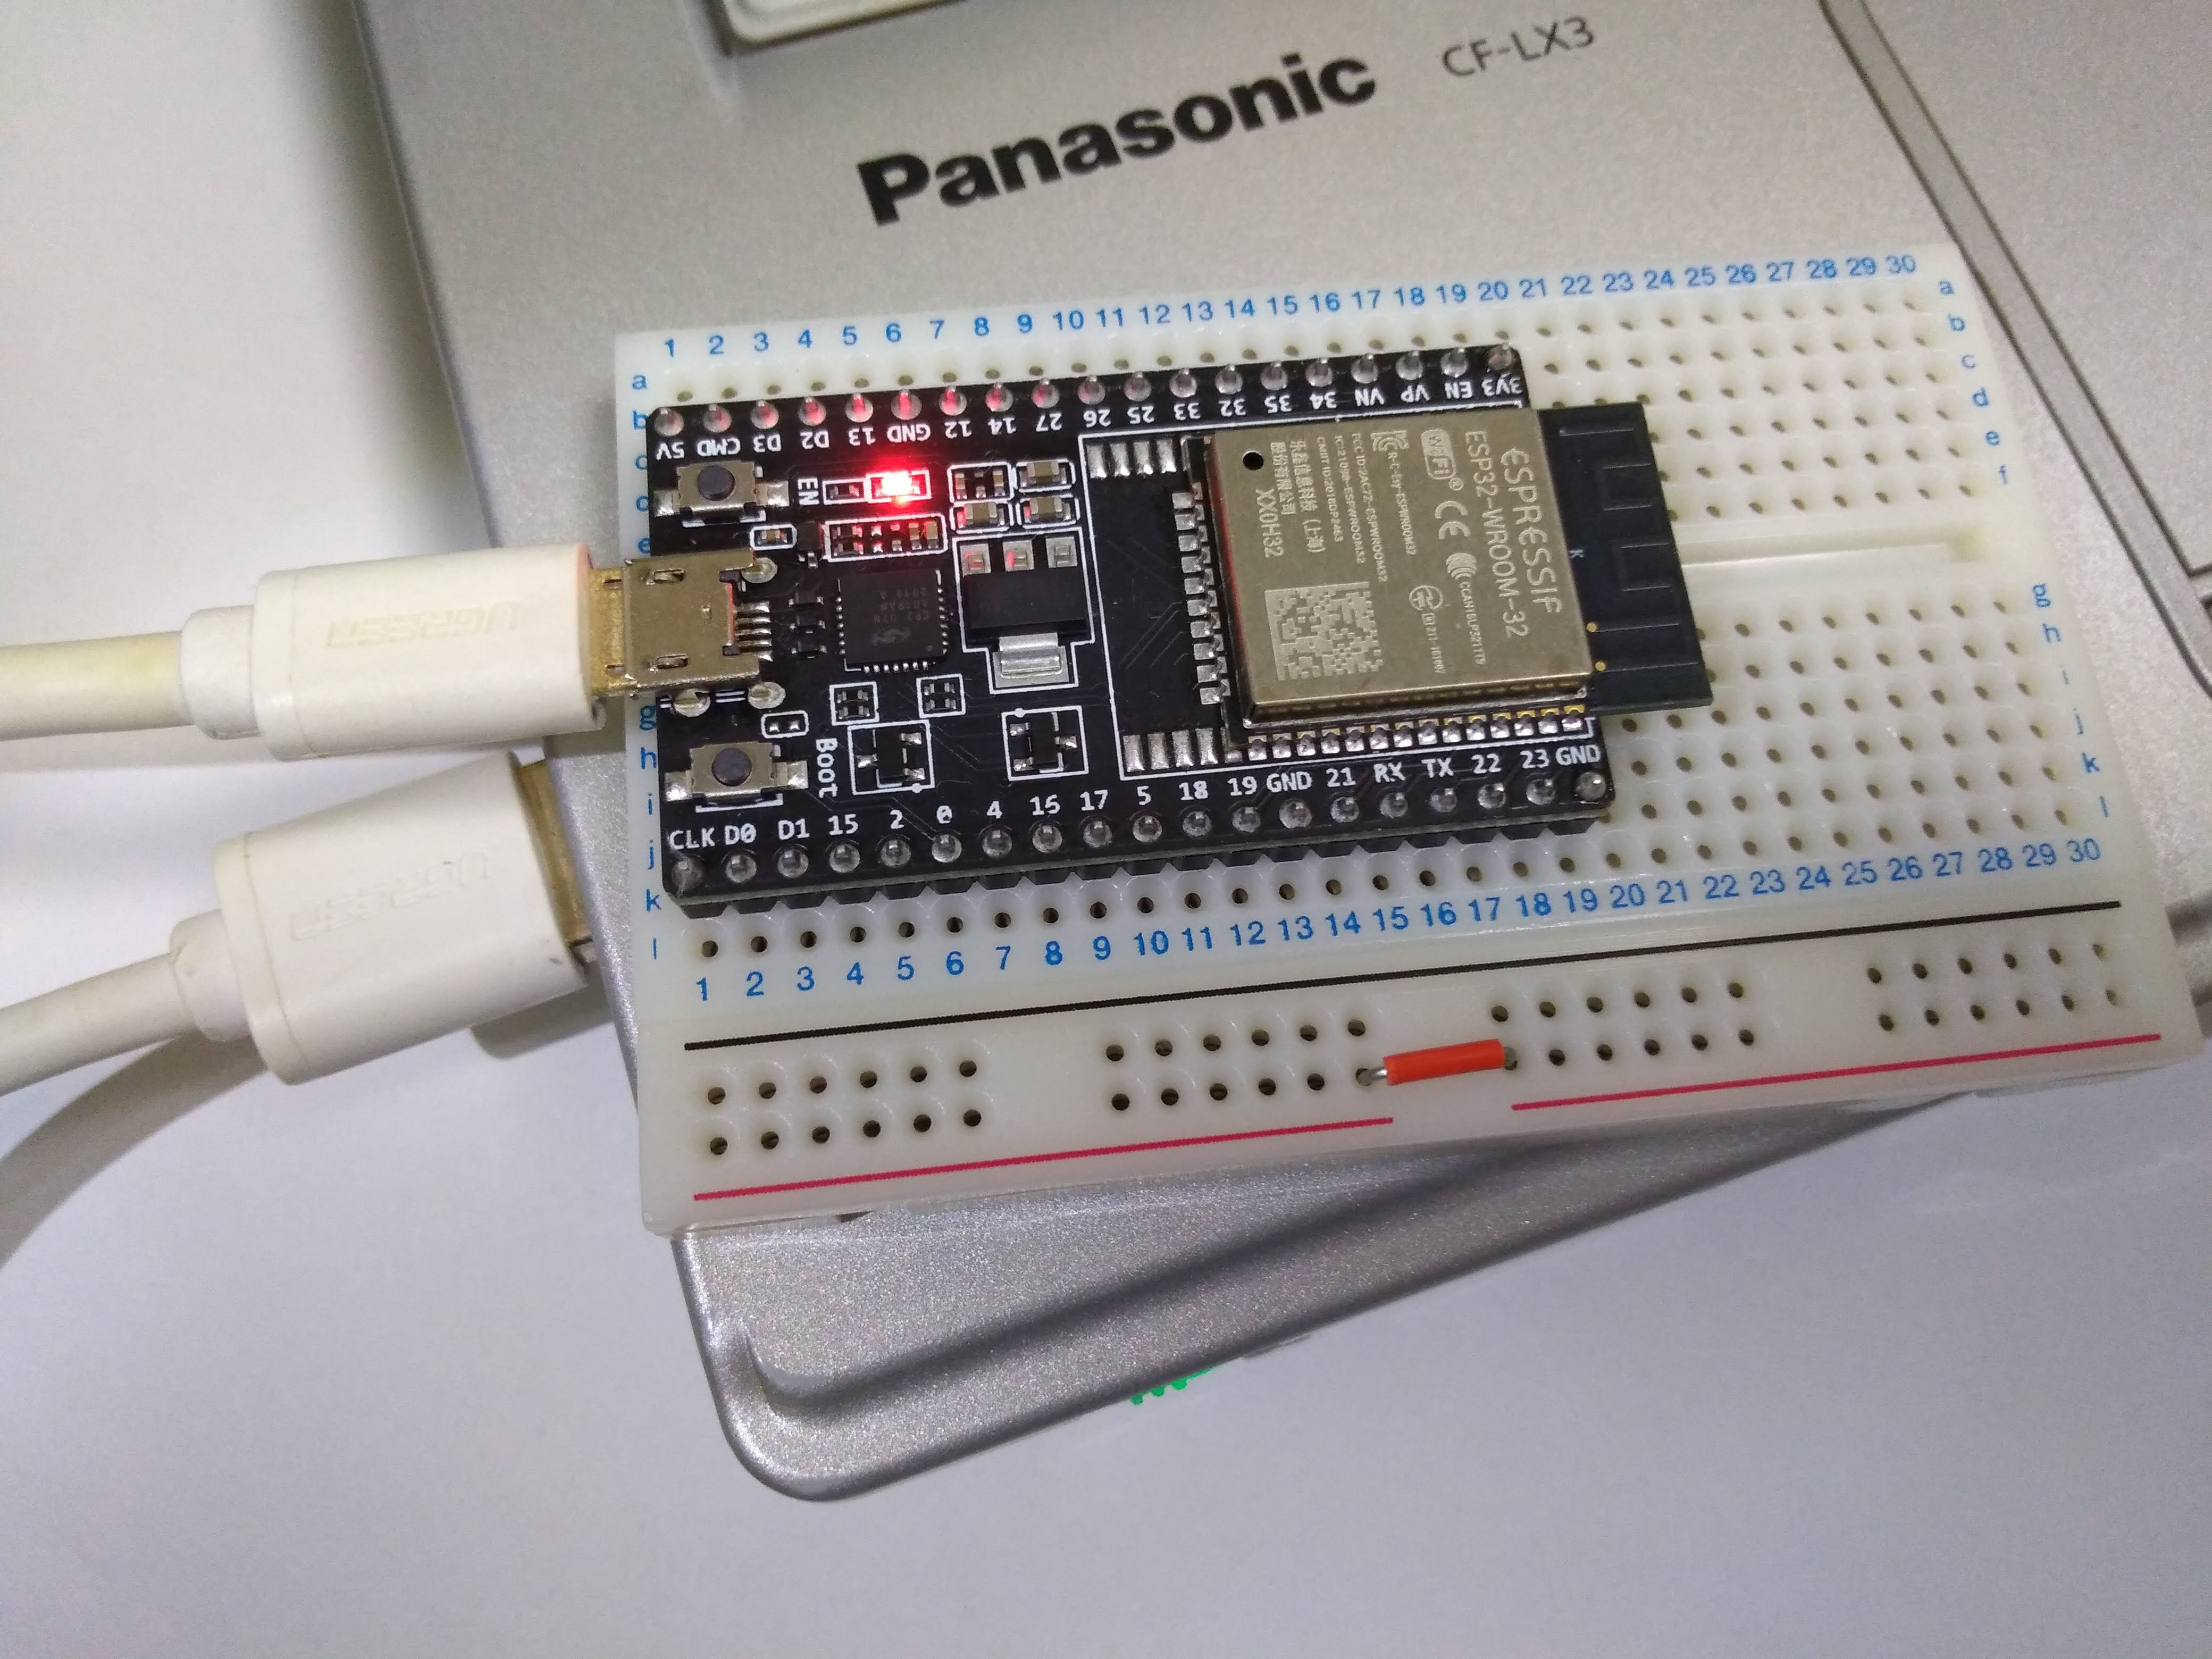 Panasonic CF-LX3
1 2 3 4 5 6 7 8 9 10 11 12 13 14 15 16 17 18 19 20 21 22 23 24 25 26 27 28 29 30
a a
b b
c c
d
e e
f
g g
h h
i i
j j
k k
l l
5V CMD D3 D2 13 GND 12 14 27 26 25 33 32 35 34 VN VP EN 3V3
EN
BOOT
UGREEN
UGREEN
ESPRESSIF
ESP32-WROOM-32
WiFi CE
XX0H32
CLK D0 D1 15 2 0 4 16 17 5 18 19 GND 21 RX TX 22 23 GND
1 2 3 4 5 6 7 8 9 10 11 12 13 14 15 16 17 18 19 20 21 22 23 24 25 26 27 28 29 30